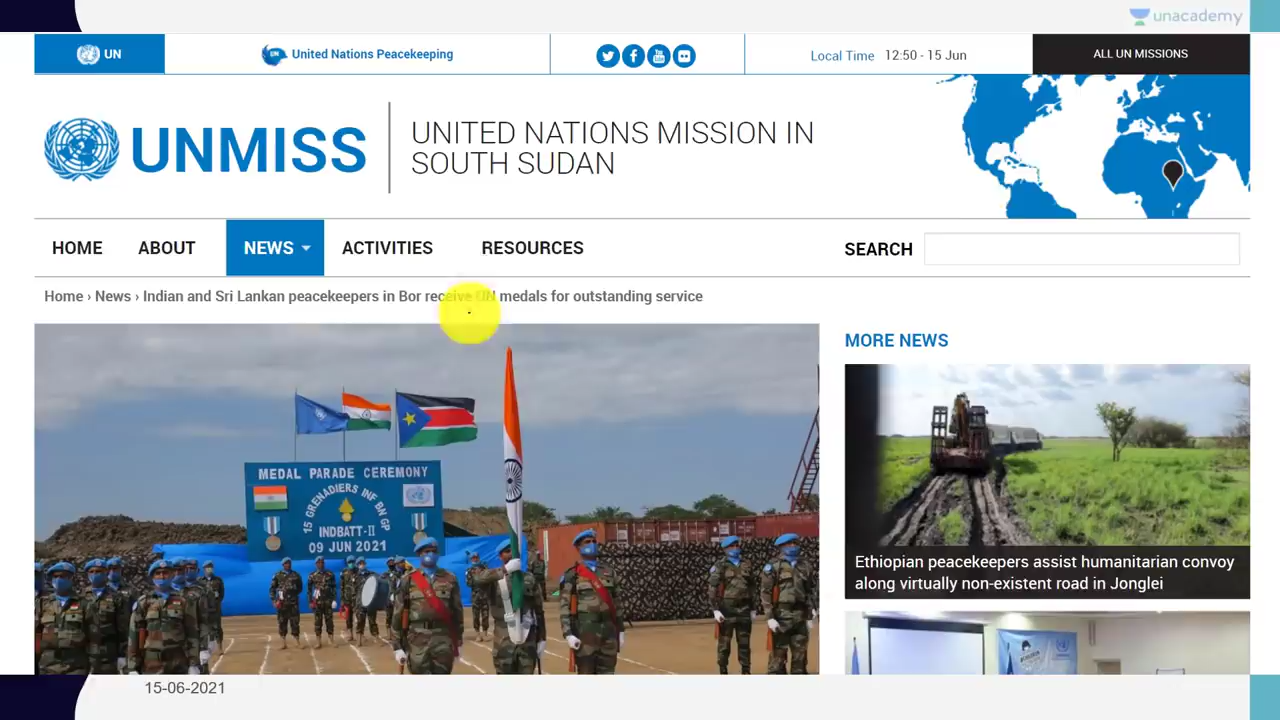 unacademy
UN
United Nations Peacekeeping
Local Time 12:50 - 15 Jun
ALL UN MISSIONS
UNMISS
UNITED NATIONS MISSION IN
SOUTH SUDAN
HOME ABOUT NEWS ACTIVITIES RESOURCES SEARCH
Home › News › Indian and Sri Lankan peacekeepers in Bor receive UN medals for outstanding service
MORE NEWS
MEDAL PARADE CEREMONY
15 GRENADIERS INF BN GP
INDBATT-II
09 JUN 2021
Ethiopian peacekeepers assist humanitarian convoy
along virtually non-existent road in Jonglei
15-06-2021